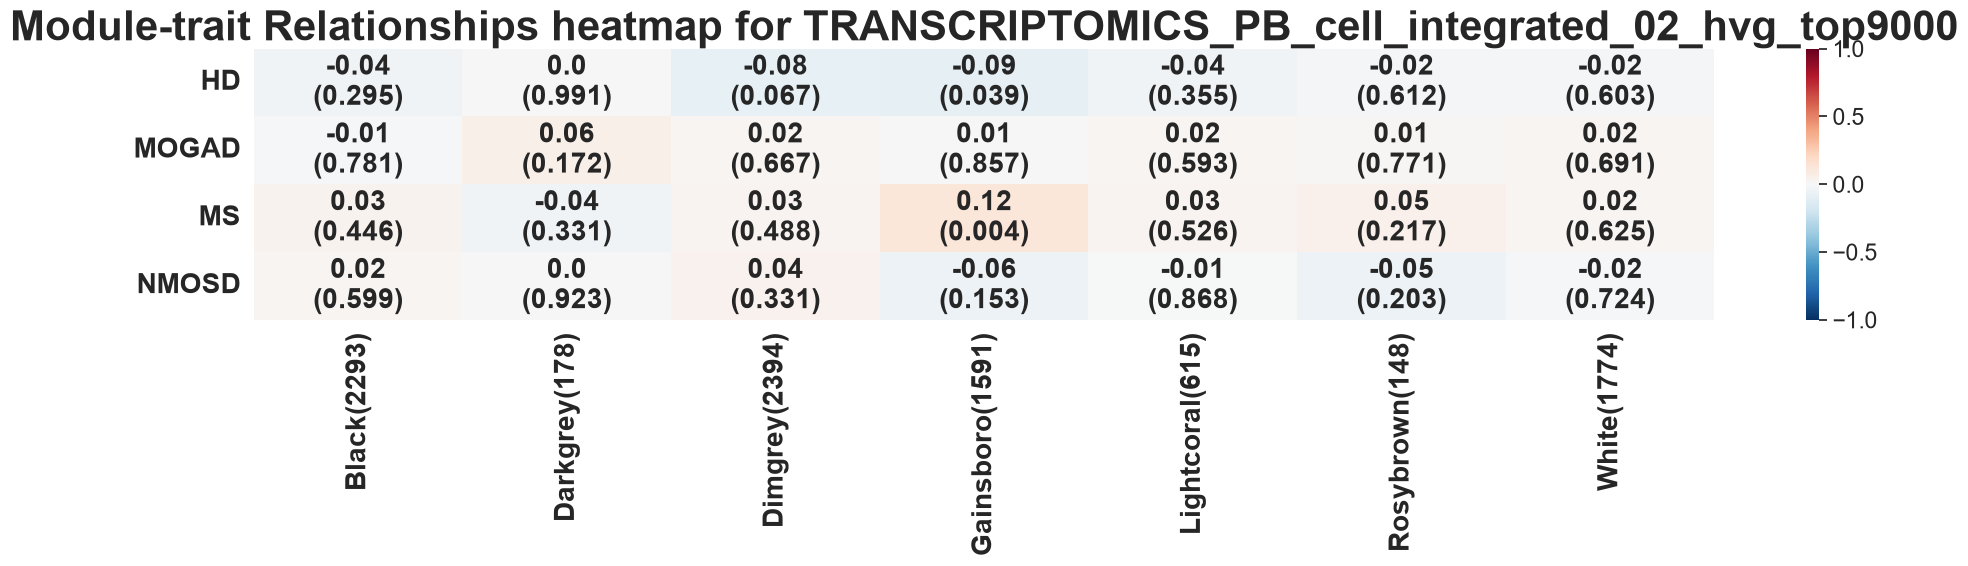 Module-trait Relationships heatmap for TRANSCRIPTOMICS_PB_cell_integrated_02_hvg_top9000
HD
-0.04 0.0 -0.08 -0.09 -0.04 -0.02 -0.02
(0.295) (0.991) (0.067) (0.039) (0.355) (0.612) (0.603)
MOGAD
-0.01 0.06 0.02 0.01 0.02 0.01 0.02
(0.781) (0.172) (0.667) (0.857) (0.593) (0.771) (0.691)
MS
0.03 -0.04 0.03 0.12 0.03 0.05 0.02
(0.446) (0.331) (0.488) (0.004) (0.526) (0.217) (0.625)
NMOSD
0.02 0.0 0.04 -0.06 -0.01 -0.05 -0.02
(0.599) (0.923) (0.331) (0.153) (0.868) (0.203) (0.724)
Black(2293)
Darkgrey(178)
Dimgrey(2394)
Gainsboro(1591)
Lightcoral(615)
Rosybrown(148)
White(1774)
1.0
0.5
0.0
−0.5
−1.0